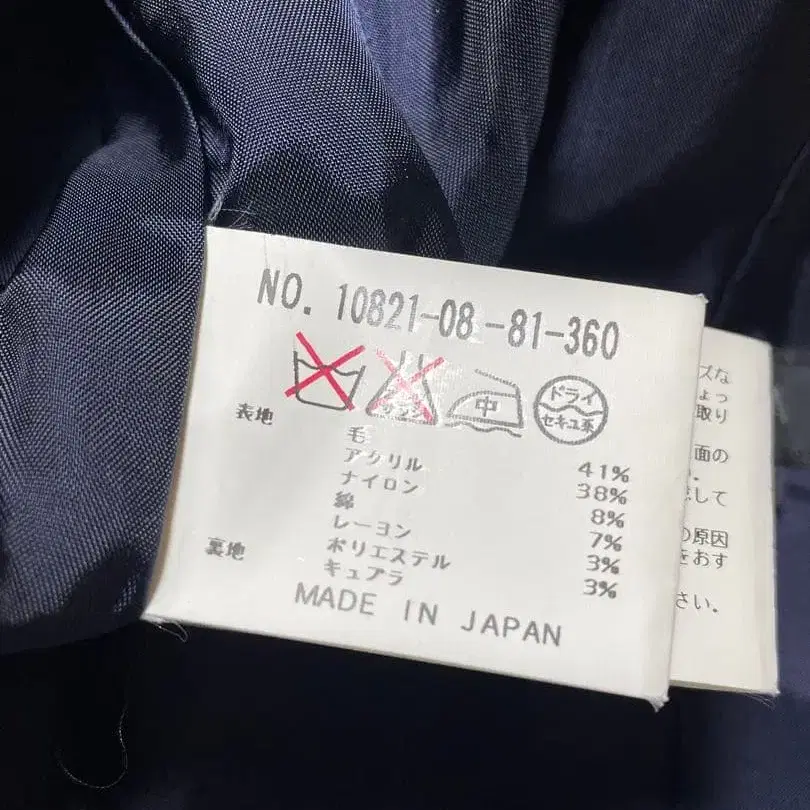 NO. 10821-08-81-360
中
ドライ
セキユ系
表地 毛 41%
アクリル 38%
ナイロン 8%
綿 7%
レーヨン 3%
ポリエステル 3%
裏地 キュプラ
MADE IN JAPAN
ズな
ょっ
取り
面の
して
の原因
をおす
さい。